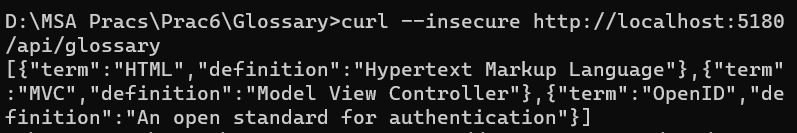 D:\MSA Pracs\Prac6\Glossary>curl --insecure http://localhost:5180
/api/glossary
[{"term":"HTML","definition":"Hypertext Markup Language"},{"term"
:"MVC","definition":"Model View Controller"},{"term":"OpenID","de
finition":"An open standard for authentication"}]